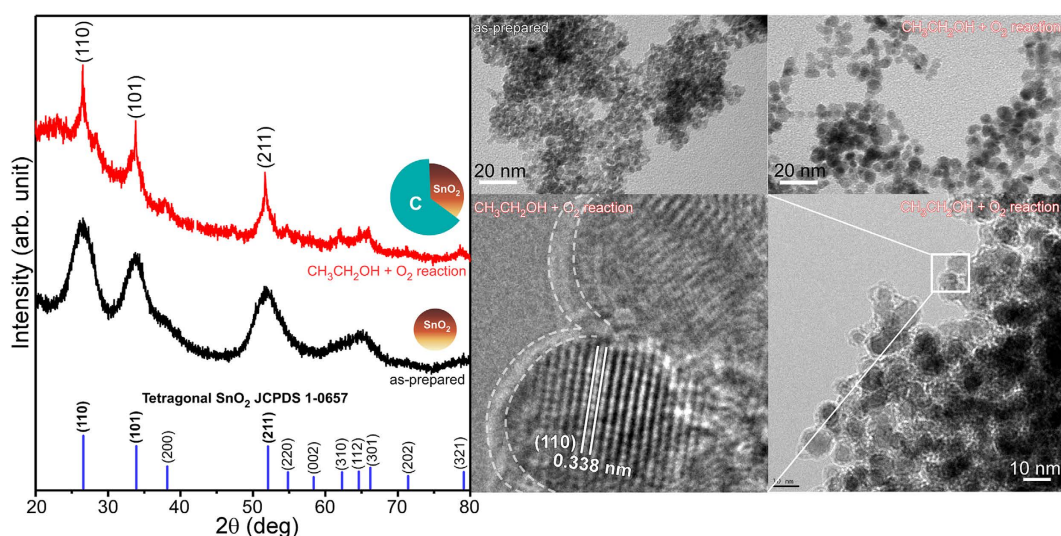 (110)
(101)
(211)
SnO₂
C
CH₃CH₂OH + O₂ reaction
SnO₂
as-prepared
Tetragonal SnO₂ JCPDS 1-0657
(110)
(101)
(200)
(211)
(220)
(002)
(310)
(112)
(301)
(202)
(321)
20 30 40 50 60 70 80
2θ (deg)
Intensity (arb. unit)
as-prepared
20 nm
CH₃CH₂OH + O₂ reaction
20 nm
CH₃CH₂OH + O₂ reaction
(110)
0.338 nm
CH₃CH₂OH + O₂ reaction
10 nm
10 nm